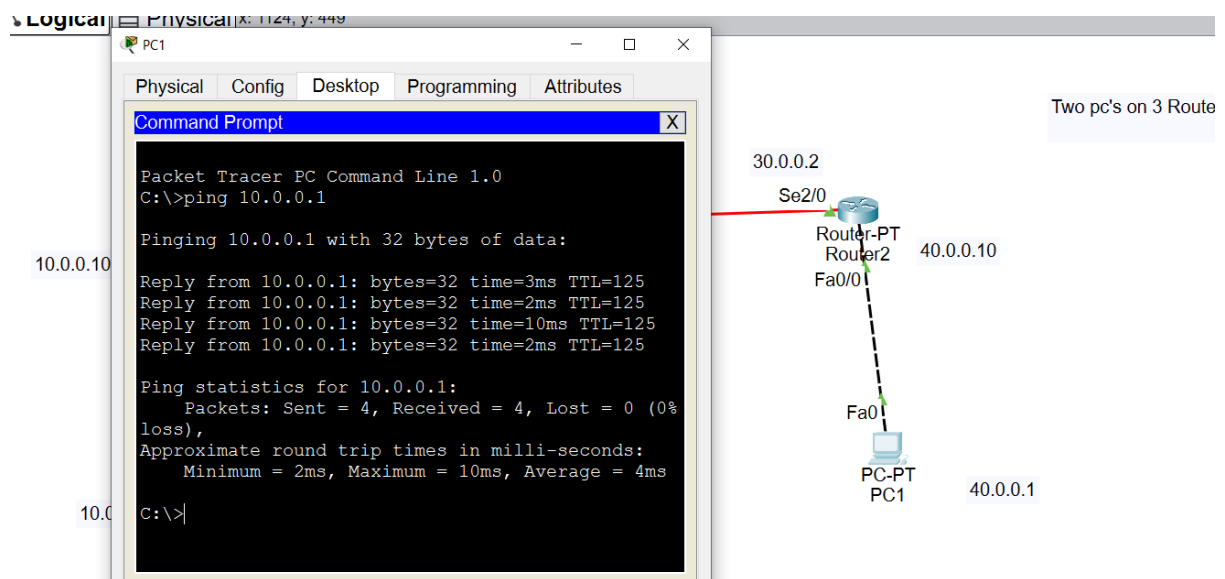 Logical Physical x: 1124, y: 449
PC1
Physical Config Desktop Programming Attributes
Command Prompt X
Packet Tracer PC Command Line 1.0
C:\>ping 10.0.0.1
Pinging 10.0.0.1 with 32 bytes of data:
Reply from 10.0.0.1: bytes=32 time=3ms TTL=125
Reply from 10.0.0.1: bytes=32 time=2ms TTL=125
Reply from 10.0.0.1: bytes=32 time=10ms TTL=125
Reply from 10.0.0.1: bytes=32 time=2ms TTL=125
Ping statistics for 10.0.0.1:
Packets: Sent = 4, Received = 4, Lost = 0 (0%
loss),
Approximate round trip times in milli-seconds:
Minimum = 2ms, Maximum = 10ms, Average = 4ms
C:\>
10.0.0.10
10.0
Two pc's on 3 Route
30.0.0.2
Se2/0
Router-PT
Router2
40.0.0.10
Fa0/0
Fa0
PC-PT
PC1
40.0.0.1